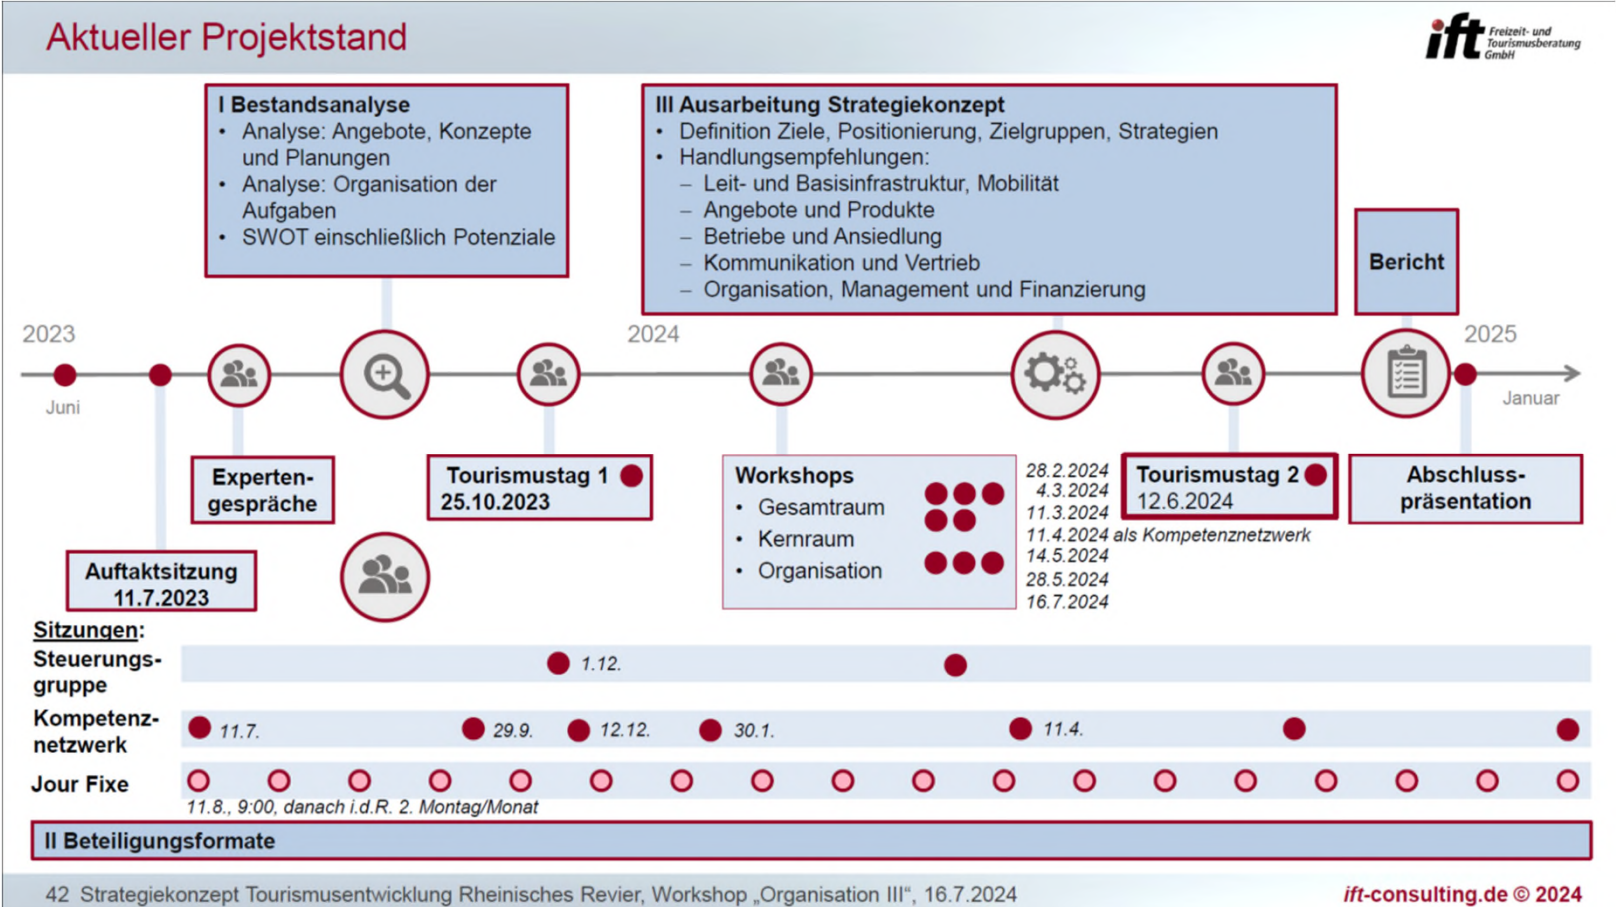 Aktueller Projektstand
ift Freizeit- und
Tourismusberatung
GmbH
I Bestandsanalyse
• Analyse: Angebote, Konzepte
und Planungen
• Analyse: Organisation der
Aufgaben
• SWOT einschließlich Potenziale
III Ausarbeitung Strategiekonzept
• Definition Ziele, Positionierung, Zielgruppen, Strategien
• Handlungsempfehlungen:
– Leit- und Basisinfrastruktur, Mobilität
– Angebote und Produkte
– Betriebe und Ansiedlung
– Kommunikation und Vertrieb
– Organisation, Management und Finanzierung
Bericht
2023
2024
2025
Juni
Januar
Experten-
gespräche
Tourismustag 1
25.10.2023
Workshops
• Gesamtraum
• Kernraum
• Organisation
28.2.2024
4.3.2024
11.3.2024
11.4.2024 als Kompetenznetzwerk
14.5.2024
28.5.2024
16.7.2024
Tourismustag 2
12.6.2024
Abschluss-
präsentation
Auftaktsitzung
11.7.2023
Sitzungen:
Steuerungs-
gruppe
1.12.
Kompetenz-
netzwerk
11.7.
29.9.
12.12.
30.1.
11.4.
Jour Fixe
11.8., 9:00, danach i.d.R. 2. Montag/Monat
II Beteiligungsformate
42 Strategiekonzept Tourismusentwicklung Rheinisches Revier, Workshop „Organisation III“, 16.7.2024
ift-consulting.de © 2024